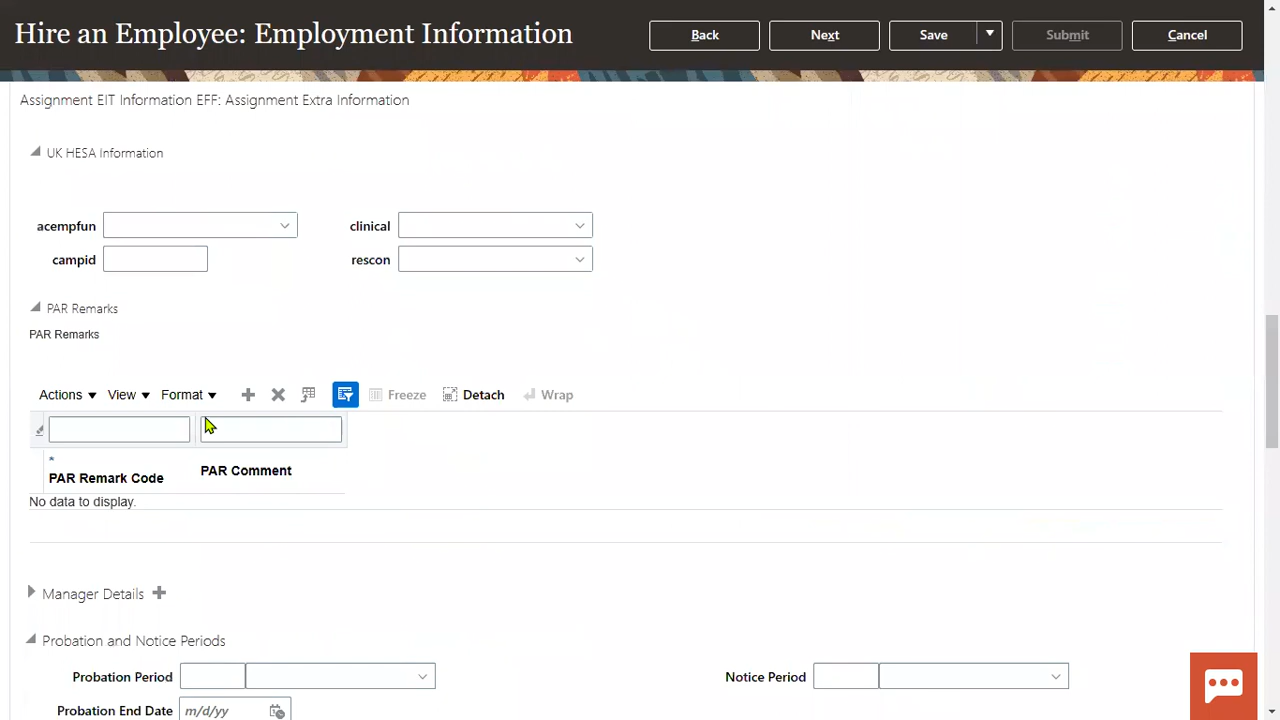 Hire an Employee: Employment Information
Back
Next
Save
Submit
Cancel
Assignment EIT Information EFF: Assignment Extra Information
UK HESA Information
acempfun
clinical
campid
rescon
PAR Remarks
PAR Remarks
Actions
View
Format
Freeze
Detach
Wrap
*
PAR Remark Code
PAR Comment
No data to display.
Manager Details
Probation and Notice Periods
Probation Period
Notice Period
Probation End Date
m/d/yy